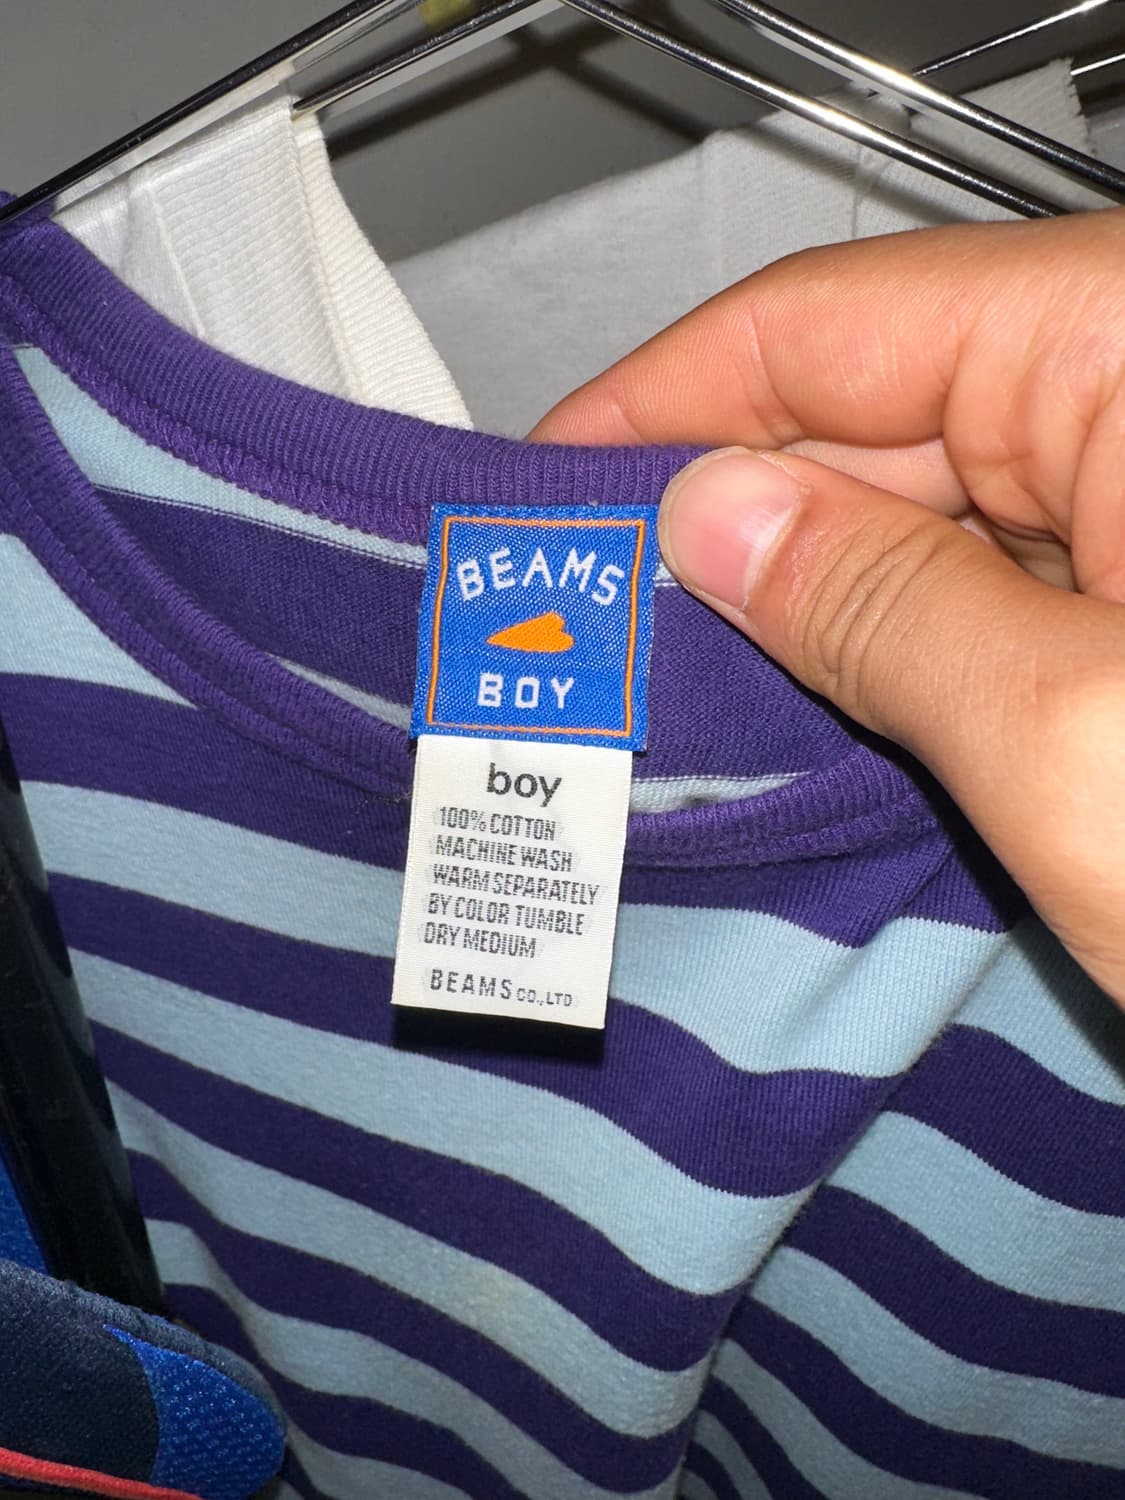 BEAMS
BOY
boy
100% COTTON
MACHINE WASH
WARM SEPARATELY
BY COLOR TUMBLE
DRY MEDIUM
BEAMS CO.,LTD